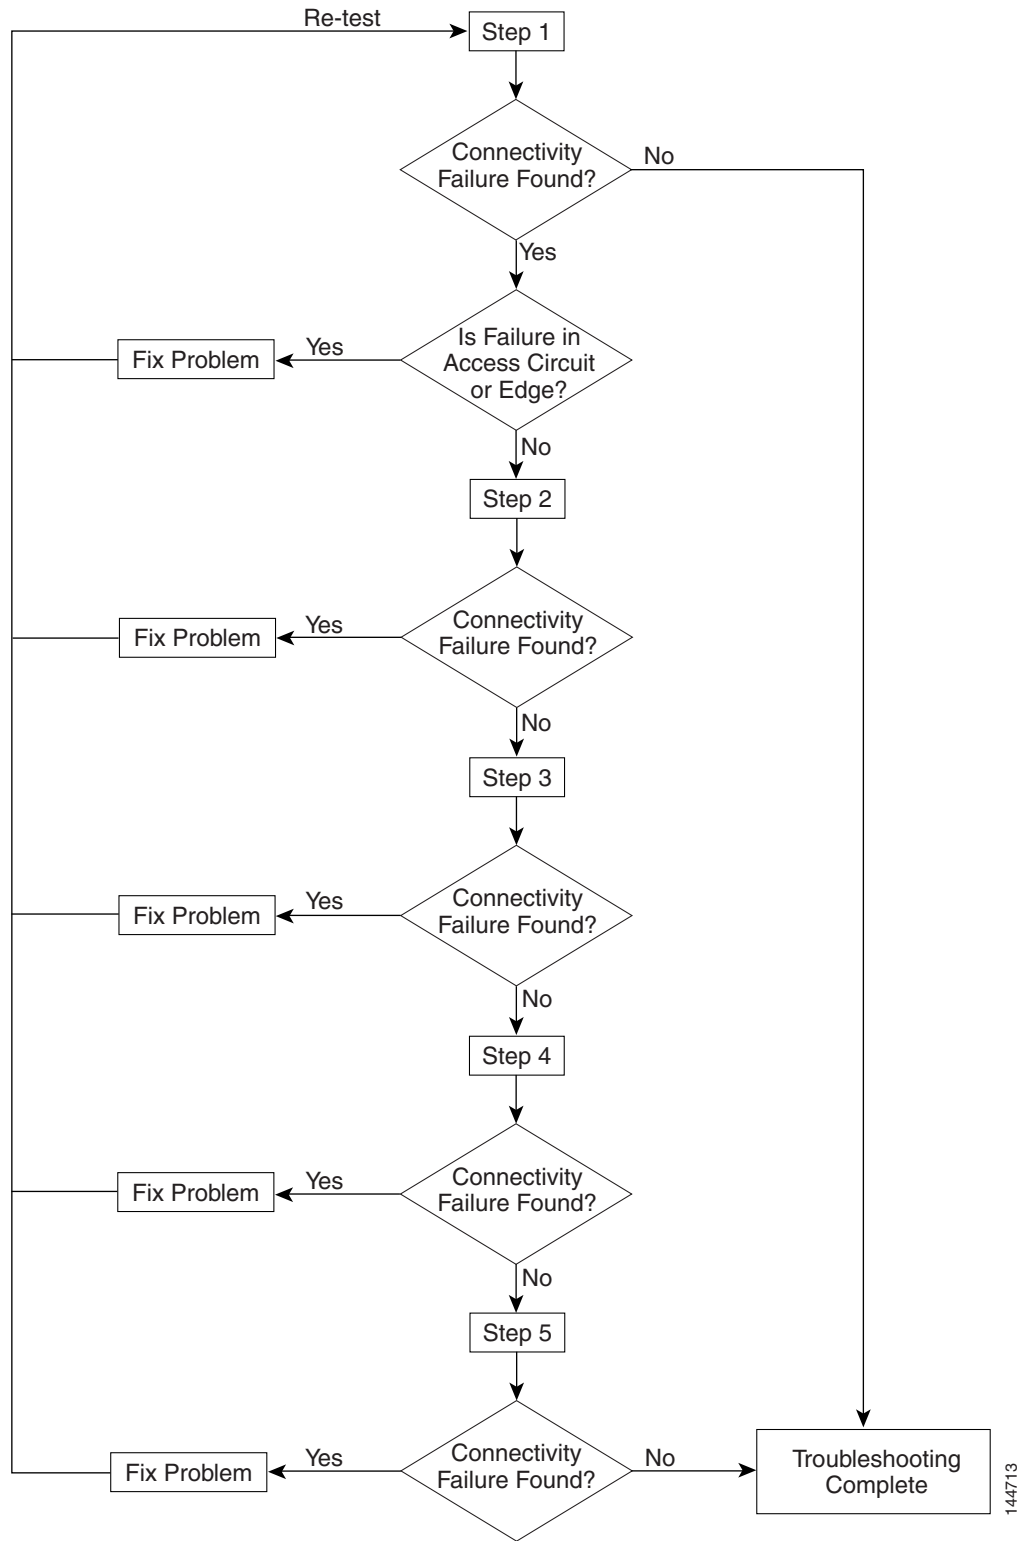 Re-test
Step 1
Connectivity
Failure Found?
No
Yes
Is Failure in
Access Circuit
or Edge?
Yes
Fix Problem
No
Step 2
Connectivity
Failure Found?
Yes
Fix Problem
No
Step 3
Connectivity
Failure Found?
Yes
Fix Problem
No
Step 4
Connectivity
Failure Found?
Yes
Fix Problem
No
Step 5
Connectivity
Failure Found?
Yes
Fix Problem
No
Troubleshooting
Complete
144713